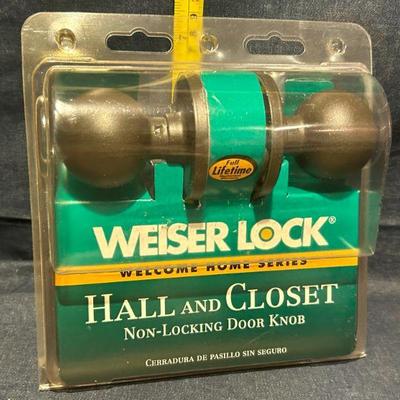 Full
Lifetime
WEISER LOCK®
WELCOME HOME SERIES
HALL AND CLOSET
NON-LOCKING DOOR KNOB
CERRADURA DE PASILLO SIN SEGURO